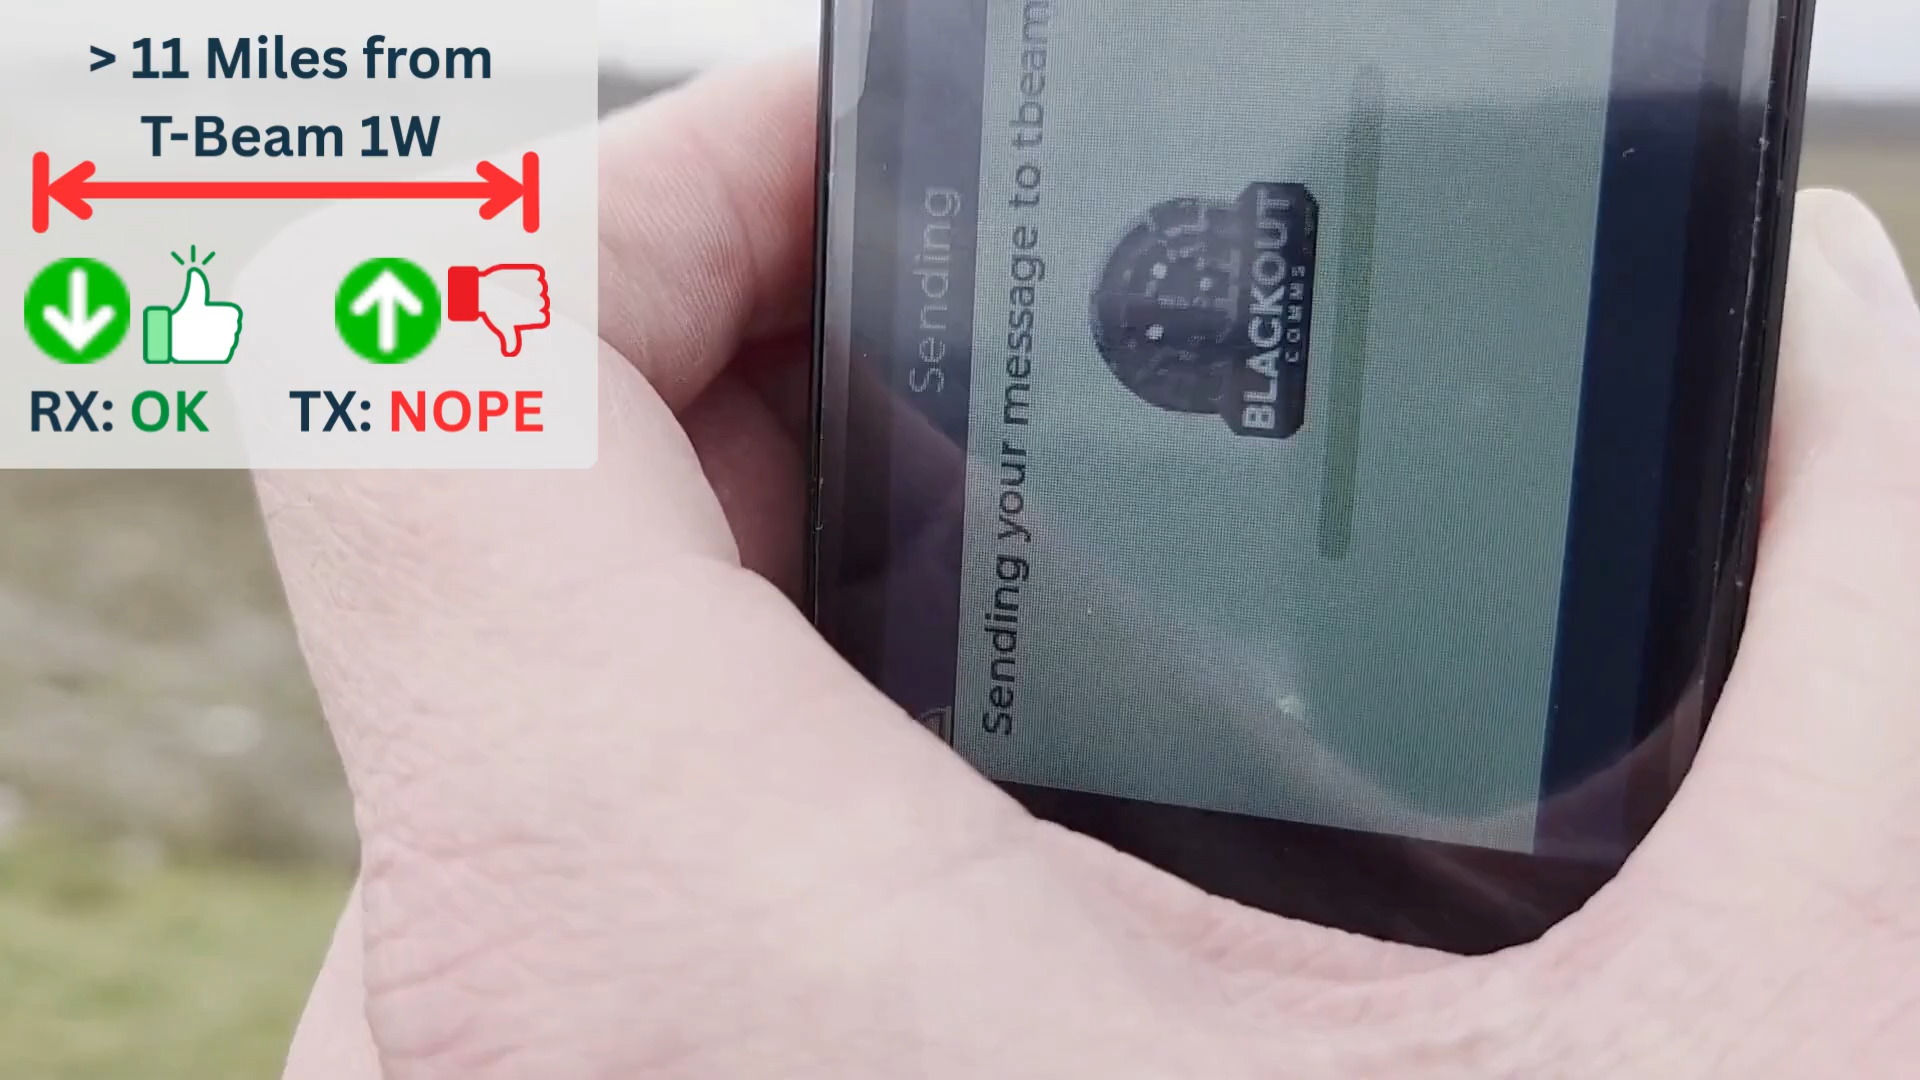 > 11 Miles from
T-Beam 1W
RX: OK
TX: NOPE
Sending
Sending your message to tbeam
BLACKOUT
COMMS